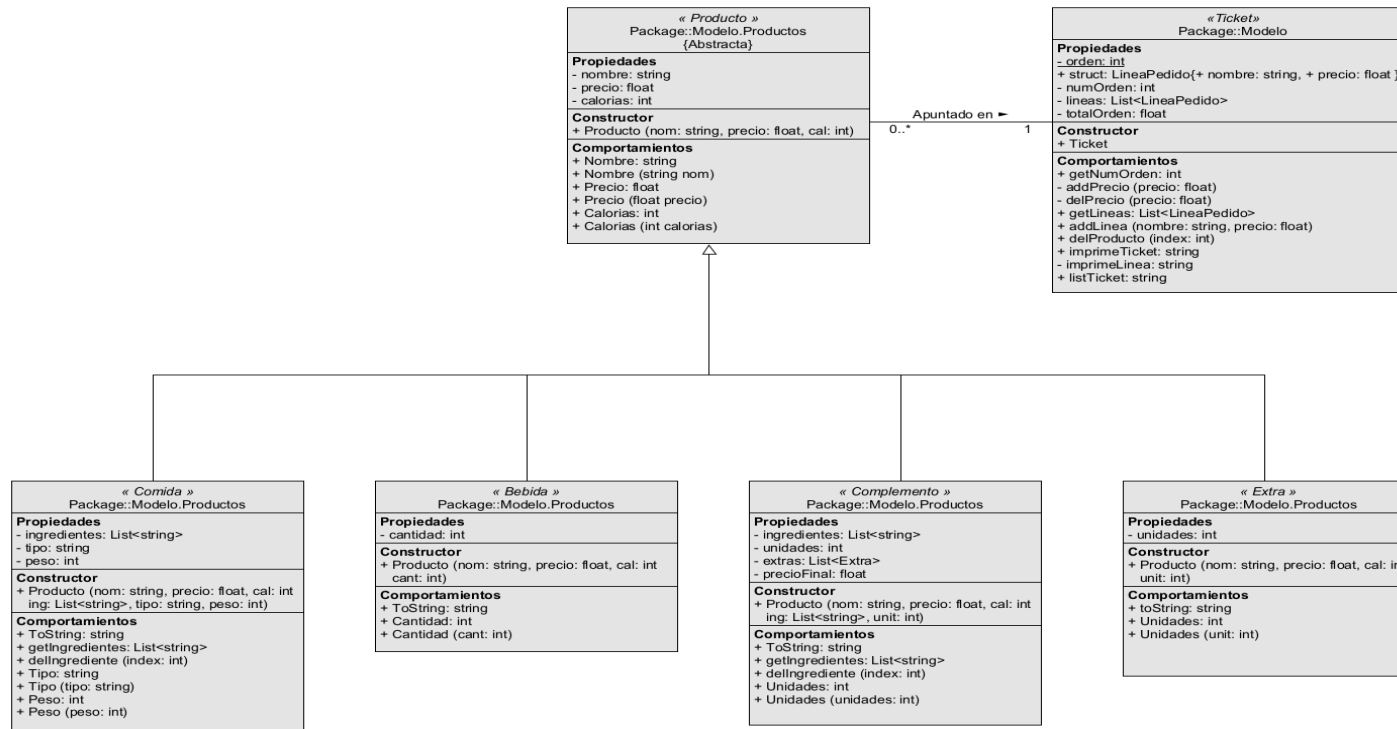 « Producto »
Package::Modelo.Productos
{Abstracta}
Propiedades
- nombre: string
- precio: float
- calorias: int
Constructor
+ Producto (nom: string, precio: float, cal: int)
Comportamientos
+ Nombre: string
+ Nombre (string nom)
+ Precio: float
+ Precio (float precio)
+ Calorias: int
+ Calorias (int calorias)
Apuntado en ►
0..*
1
«Ticket»
Package::Modelo
Propiedades
- orden: int
+ struct: LineaPedido{+ nombre: string, + precio: float }
- numOrden: int
- lineas: List<LineaPedido>
- totalOrden: float
Constructor
+ Ticket
Comportamientos
+ getNumOrden: int
- addPrecio (precio: float)
- delPrecio (precio: float)
+ getLineas: List<LineaPedido>
+ addLinea (nombre: string, precio: float)
+ delProducto (index: int)
+ imprimeTicket: string
- imprimeLinea: string
+ listTicket: string
« Comida »
Package::Modelo.Productos
Propiedades
- ingredientes: List<string>
- tipo: string
- peso: int
Constructor
+ Producto (nom: string, precio: float, cal: int
ing: List<string>, tipo: string, peso: int)
Comportamientos
+ ToString: string
+ getIngredientes: List<string>
+ delIngrediente (index: int)
+ Tipo: string
+ Tipo (tipo: string)
+ Peso: int
+ Peso (peso: int)
« Bebida »
Package::Modelo.Productos
Propiedades
- cantidad: int
Constructor
+ Producto (nom: string, precio: float, cal: int
cant: int)
Comportamientos
+ ToString: string
+ Cantidad: int
+ Cantidad (cant: int)
« Complemento »
Package::Modelo.Productos
Propiedades
- ingredientes: List<string>
- unidades: int
- extras: List<Extra>
- precioFinal: float
Constructor
+ Producto (nom: string, precio: float, cal: int
ing: List<string>, unit: int)
Comportamientos
+ ToString: string
+ getIngredientes: List<string>
+ delIngrediente (index: int)
+ Unidades: int
+ Unidades (unidades: int)
« Extra »
Package::Modelo.Productos
Propiedades
- unidades: int
Constructor
+ Producto (nom: string, precio: float, cal:
unit: int)
Comportamientos
+ toString: string
+ Unidades: int
+ Unidades (unit: int)